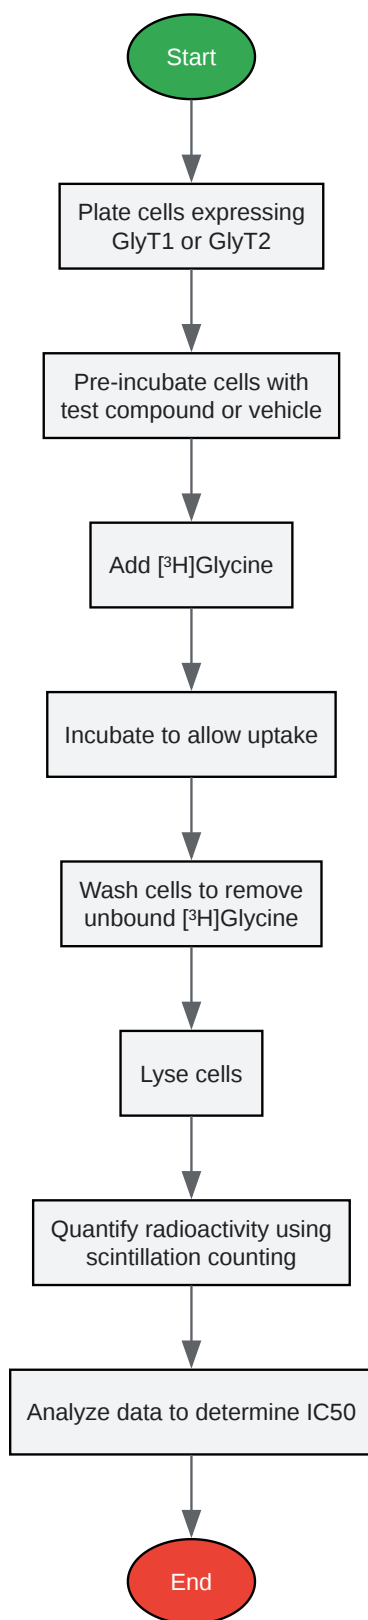 Start
Plate cells expressing
GlyT1 or GlyT2
Pre-incubate cells with
test compound or vehicle
Add [³H]Glycine
Incubate to allow uptake
Wash cells to remove
unbound [³H]Glycine
Lyse cells
Quantify radioactivity using
scintillation counting
Analyze data to determine IC50
End